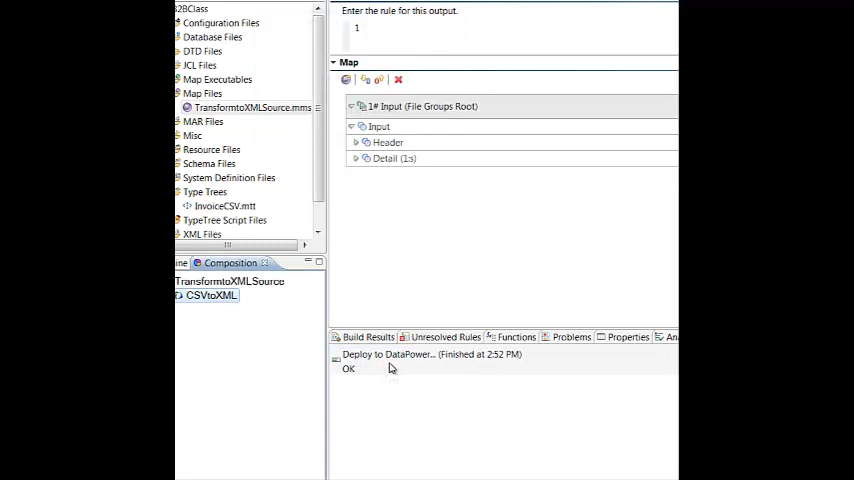 B2BClass
Configuration Files
Database Files
DTD Files
JCL Files
Map Executables
Map Files
TransformtoXMLSource.mms
MAR Files
Misc
Resource Files
Schema Files
System Definition Files
Type Trees
InvoiceCSV.mtt
TypeTree Script Files
XML Files
ine
Composition
TransformtoXMLSource
CSVtoXML
Enter the rule for this output.
1
Map
1# Input (File Groups Root)
Input
Header
Detail (1:s)
Build Results
Unresolved Rules
Functions
Problems
Properties
Ana
Deploy to DataPower... (Finished at 2:52 PM)
OK